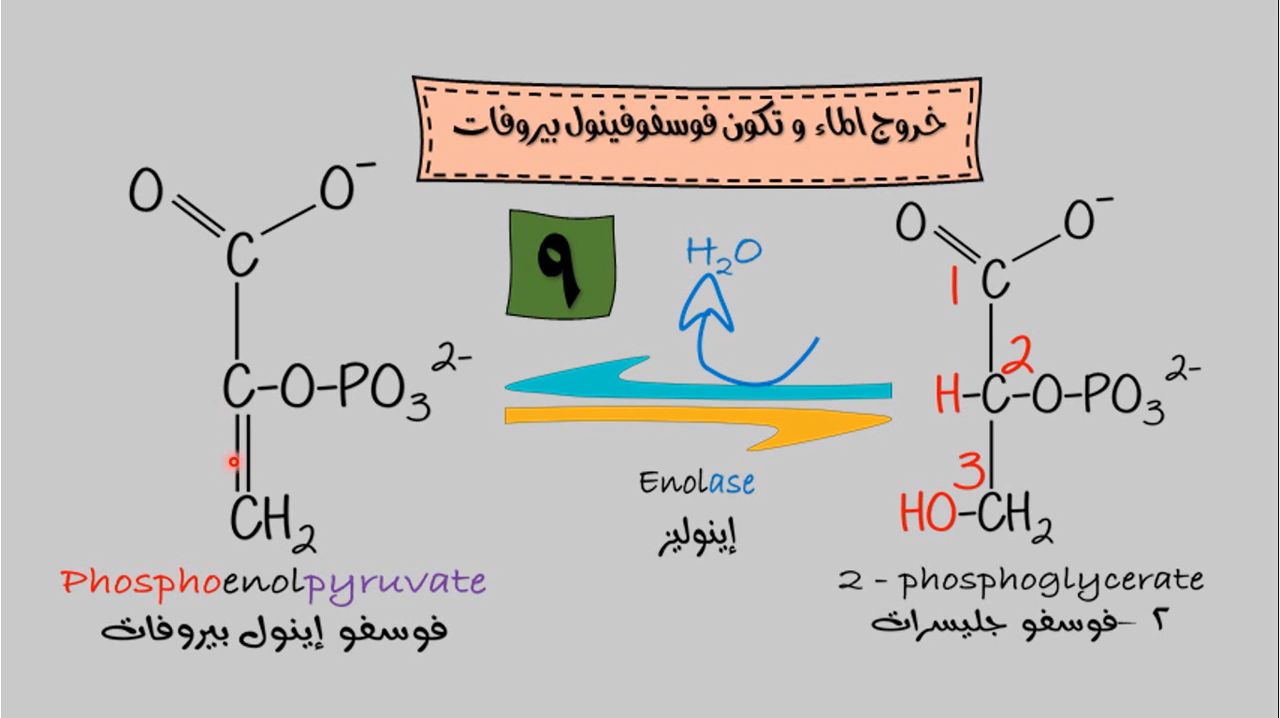 خروج الماء و تكون فوسفوفينول بيروفات
O
O⁻
C
C-O-PO₃²⁻
CH₂
Phosphoenolpyruvate
فوسفو إينول بيروفات
٩
H₂O
Enolase
إينوليز
O
O⁻
1 C
2
H-C-O-PO₃²⁻
3
HO-CH₂
2 - phosphoglycerate
٢ -فوسفو جليسرات